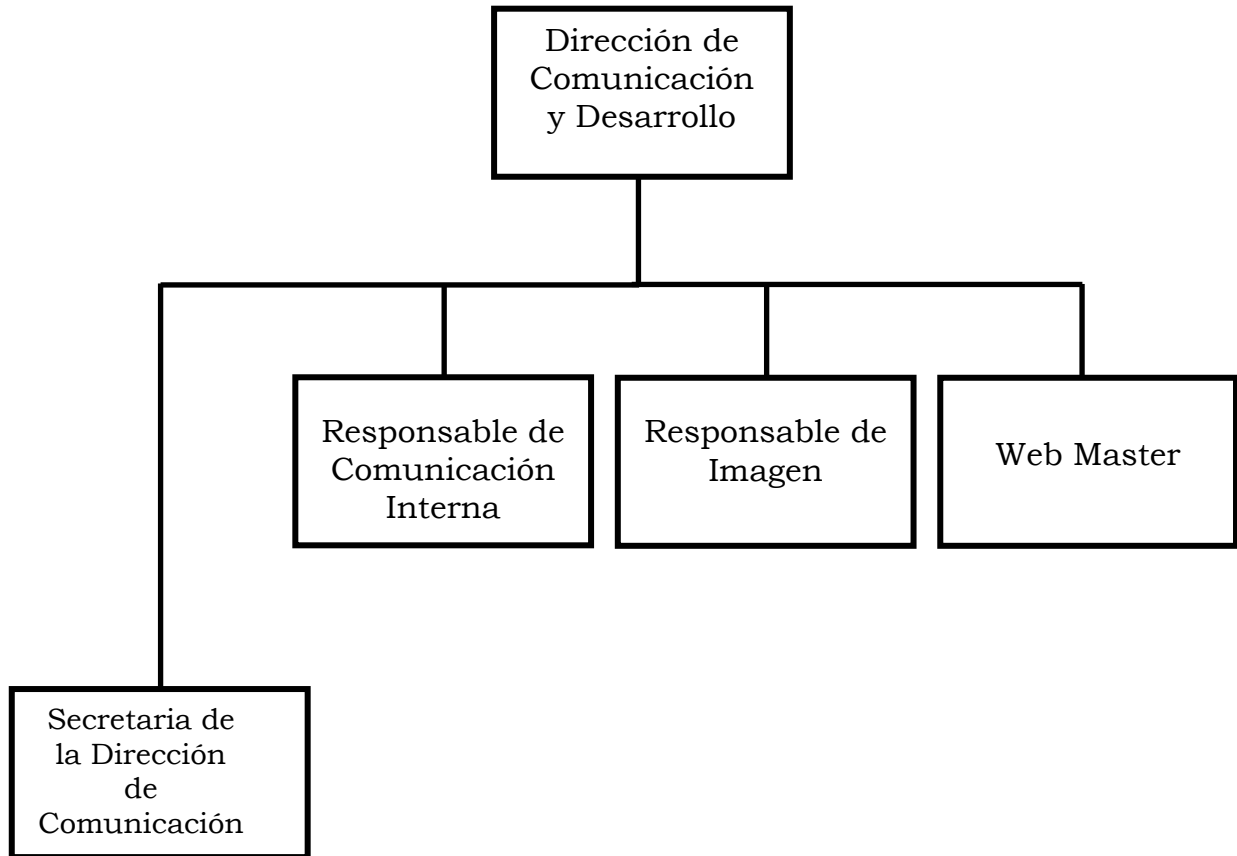 Dirección de
Comunicación
y Desarrollo
Responsable de
Comunicación
Interna
Responsable de
Imagen
Web Master
Secretaria de
la Dirección
de
Comunicación